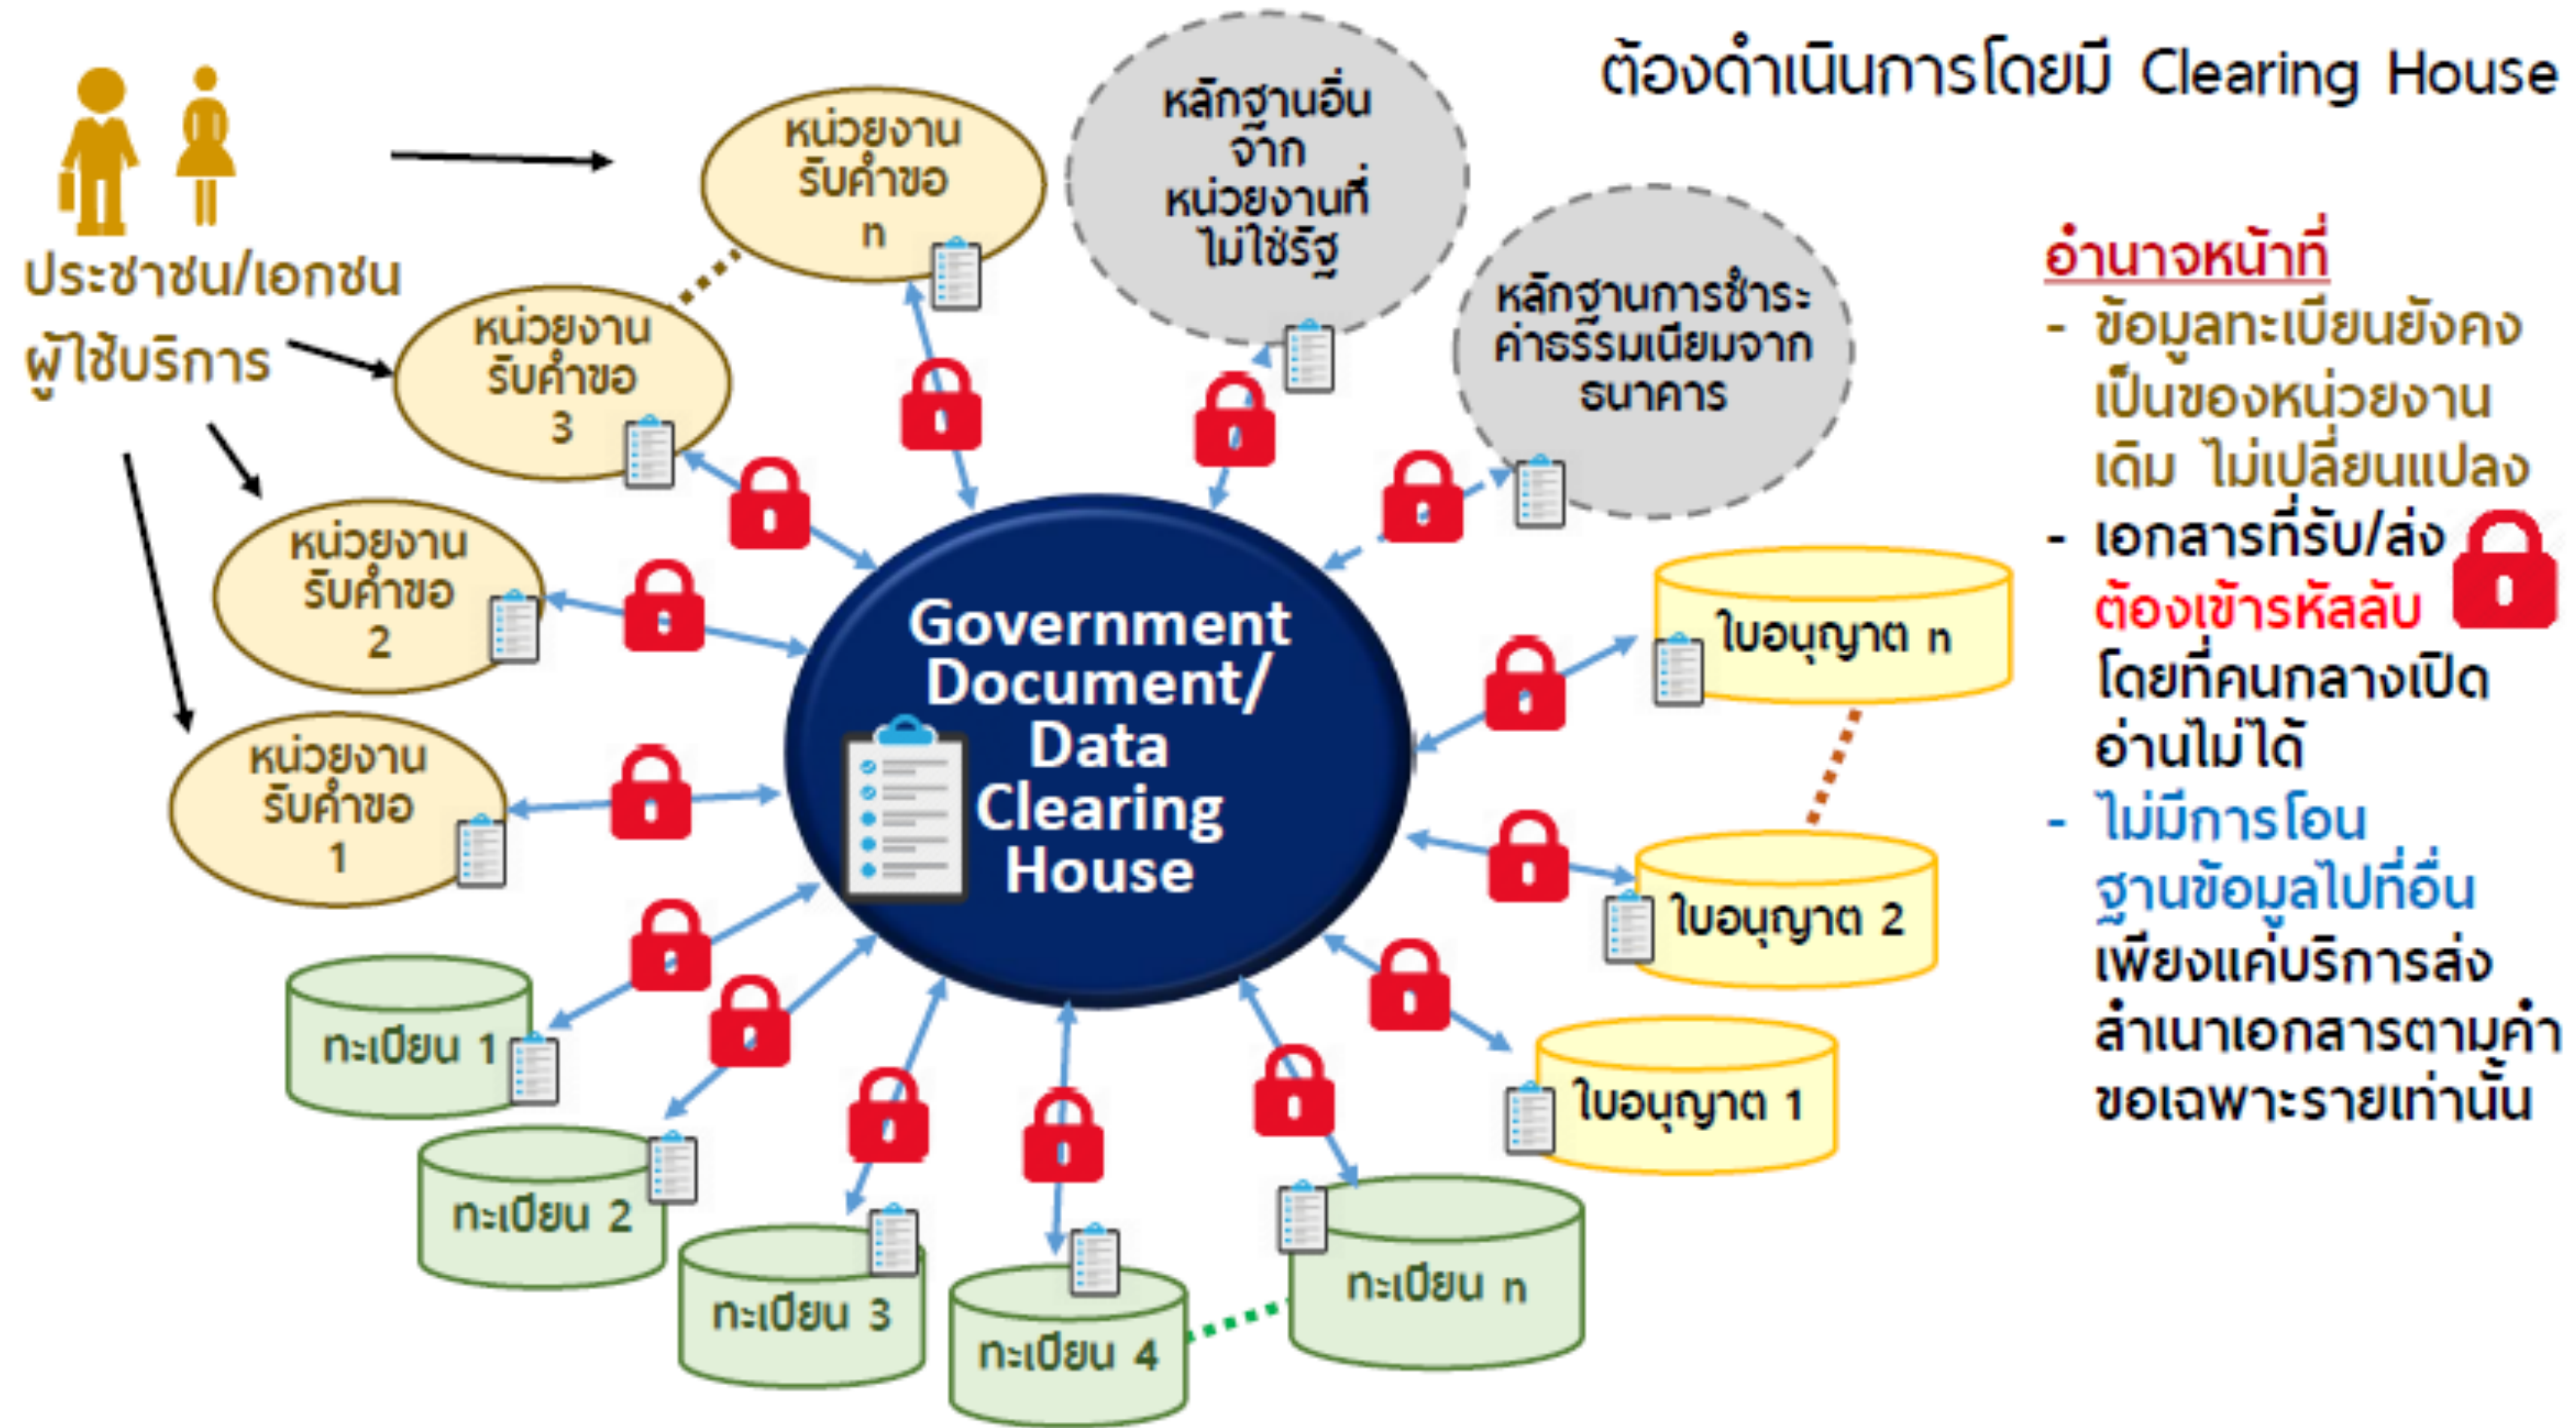 ต้องดำเนินการโดยมี Clearing House
ประชาชน/เอกชน
ผู้ใช้บริการ
หน่วยงาน
รับคำขอ
n
หน่วยงาน
รับคำขอ
3
หน่วยงาน
รับคำขอ
2
หน่วยงาน
รับคำขอ
1
หลักฐานอื่น
จาก
หน่วยงานที่
ไม่ใช่รัฐ
หลักฐานการชำระ
ค่าธรรมเนียมจาก
ธนาคาร
Government
Document/
Data
Clearing
House
ใบอนุญาต n
ใบอนุญาต 2
ใบอนุญาต 1
ทะเบียน 1
ทะเบียน 2
ทะเบียน 3
ทะเบียน 4
ทะเบียน n
อำนาจหน้าที่
- ข้อมูลทะเบียนยังคง
เป็นของหน่วยงาน
เดิม ไม่เปลี่ยนแปลง
- เอกสารที่รับ/ส่ง
ต้องเข้ารหัสลับ
โดยที่คนกลางเปิด
อ่านไม่ได้
- ไม่มีการโอน
ฐานข้อมูลไปที่อื่น
เพียงแค่บริการส่ง
สำเนาเอกสารตามคำ
ขอเฉพาะรายเท่านั้น